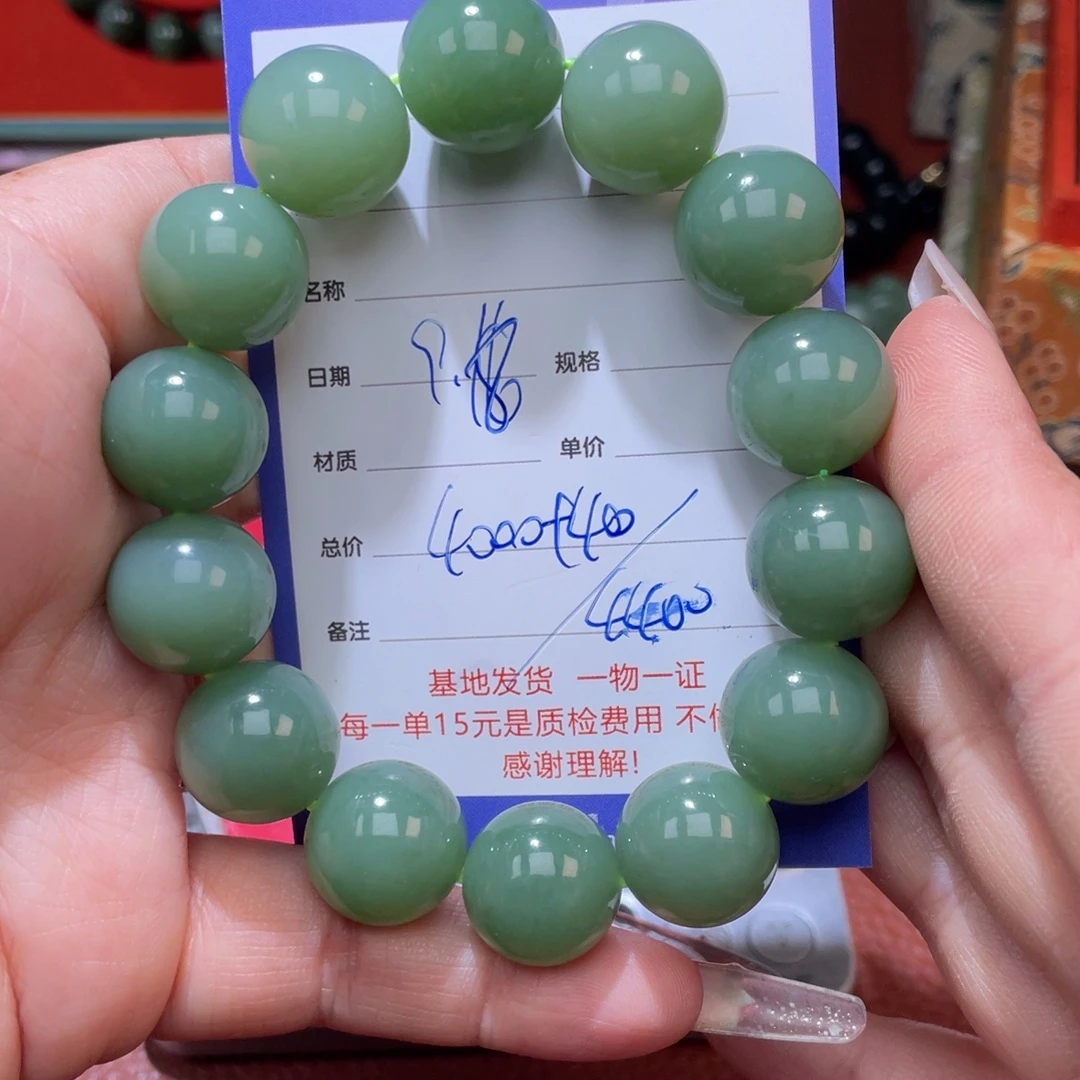 名称
日期 规格
材质 单价
总价 4000+400
备注 4400
基地发货 一物一证
每一单15元是质检费用 不
感谢理解!